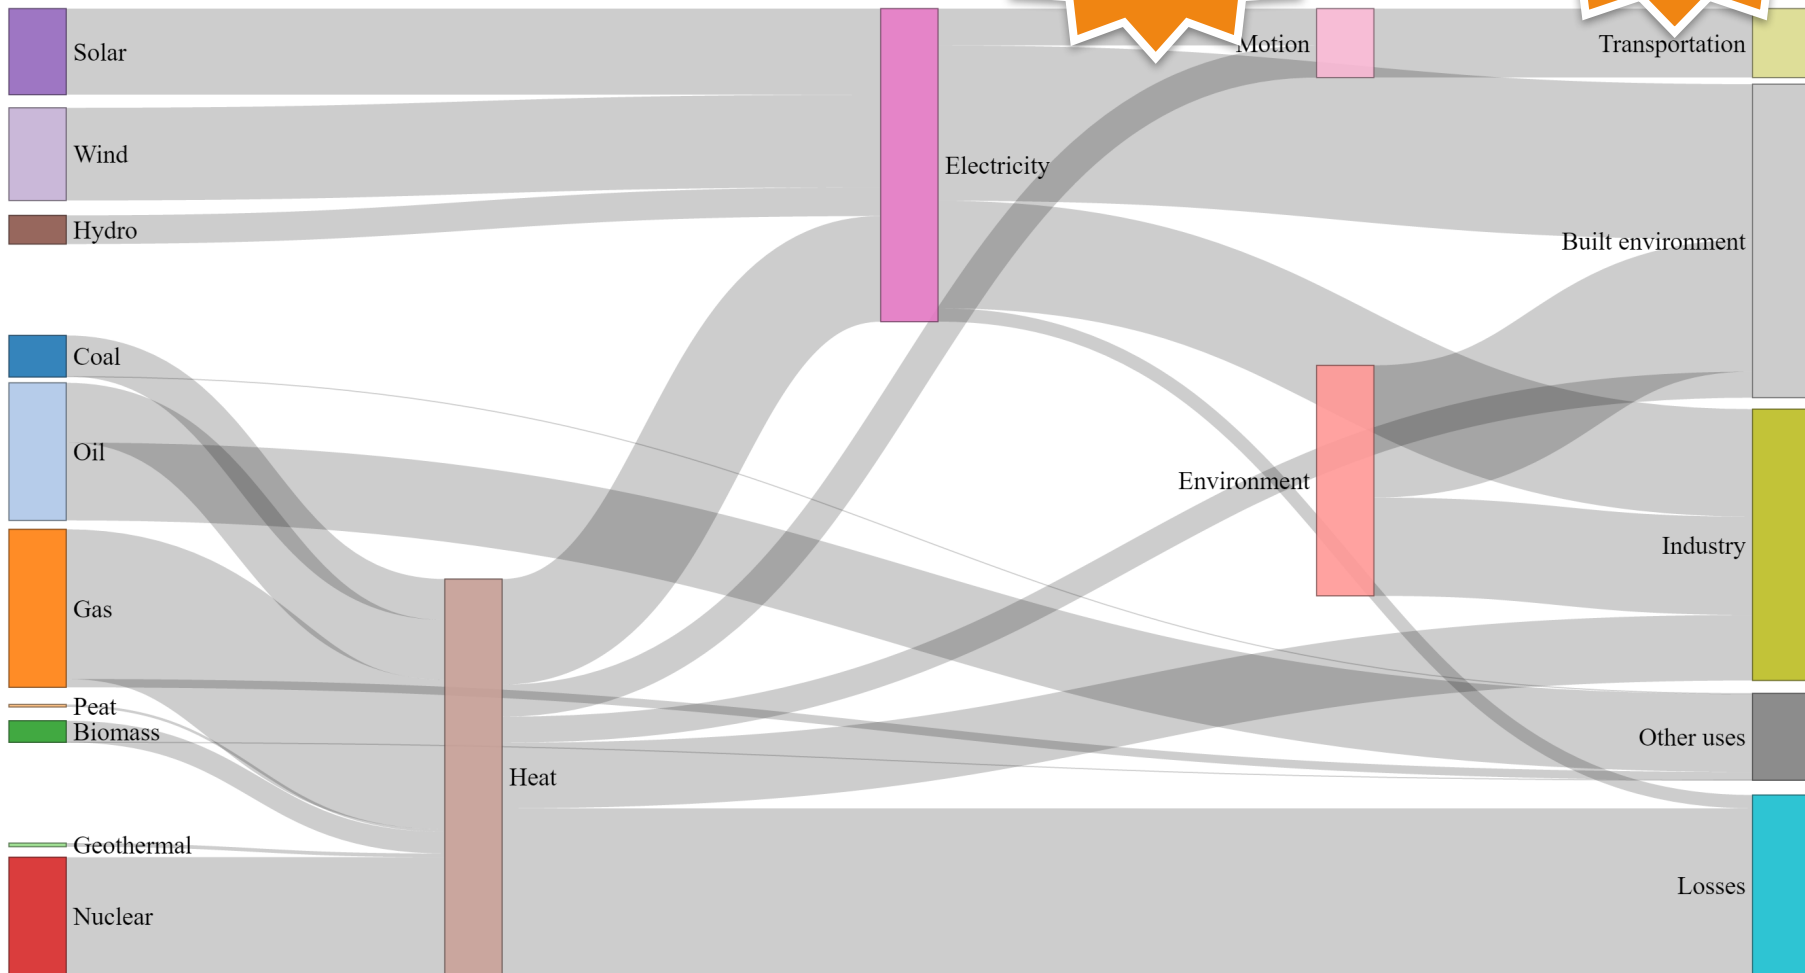 Solar
Wind
Hydro
Coal
Oil
Gas
Peat
Biomass
Geothermal
Nuclear
Heat
Electricity
Motion
Environment
Transportation
Built environment
Industry
Other uses
Losses